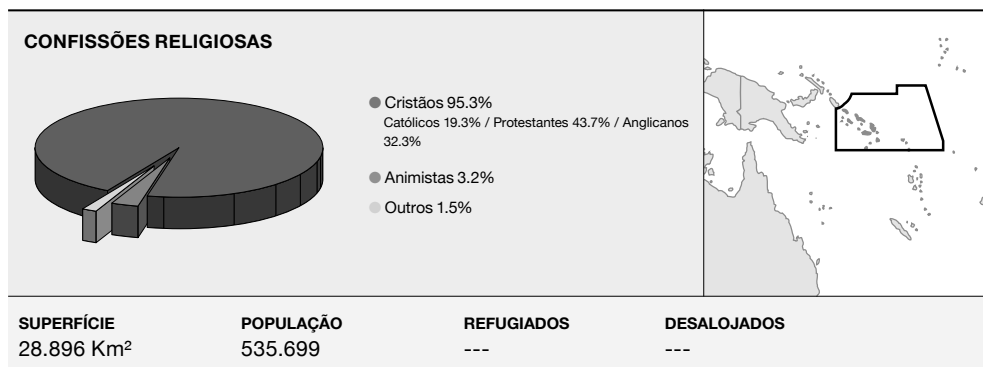 CONFISSÕES RELIGIOSAS
Cristãos 95.3%
Católicos 19.3% / Protestantes 43.7% / Anglicanos
32.3%
Animistas 3.2%
Outros 1.5%
SUPERFÍCIE POPULAÇÃO REFUGIADOS DESALOJADOS
28.896 Km² 535.699 --- ---